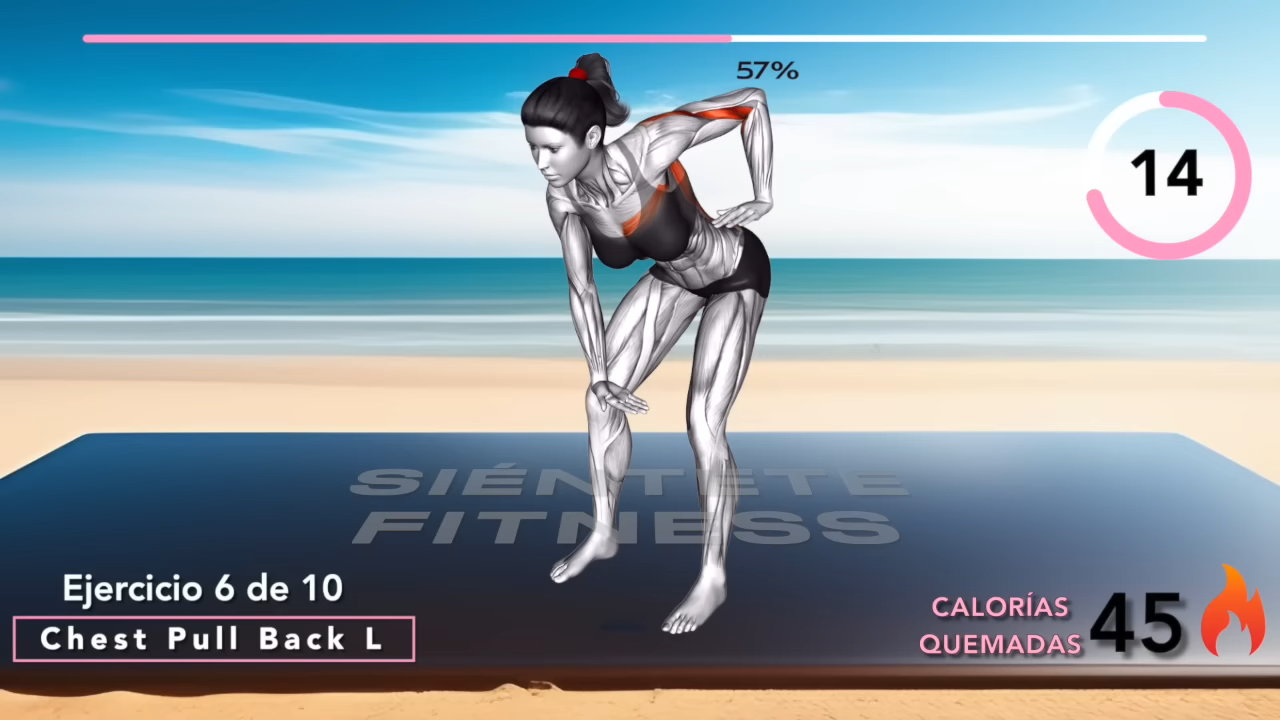 57%
14
SIÉNTETE
FITNESS
Ejercicio 6 de 10
Chest Pull Back L
CALORÍAS
QUEMADAS
45